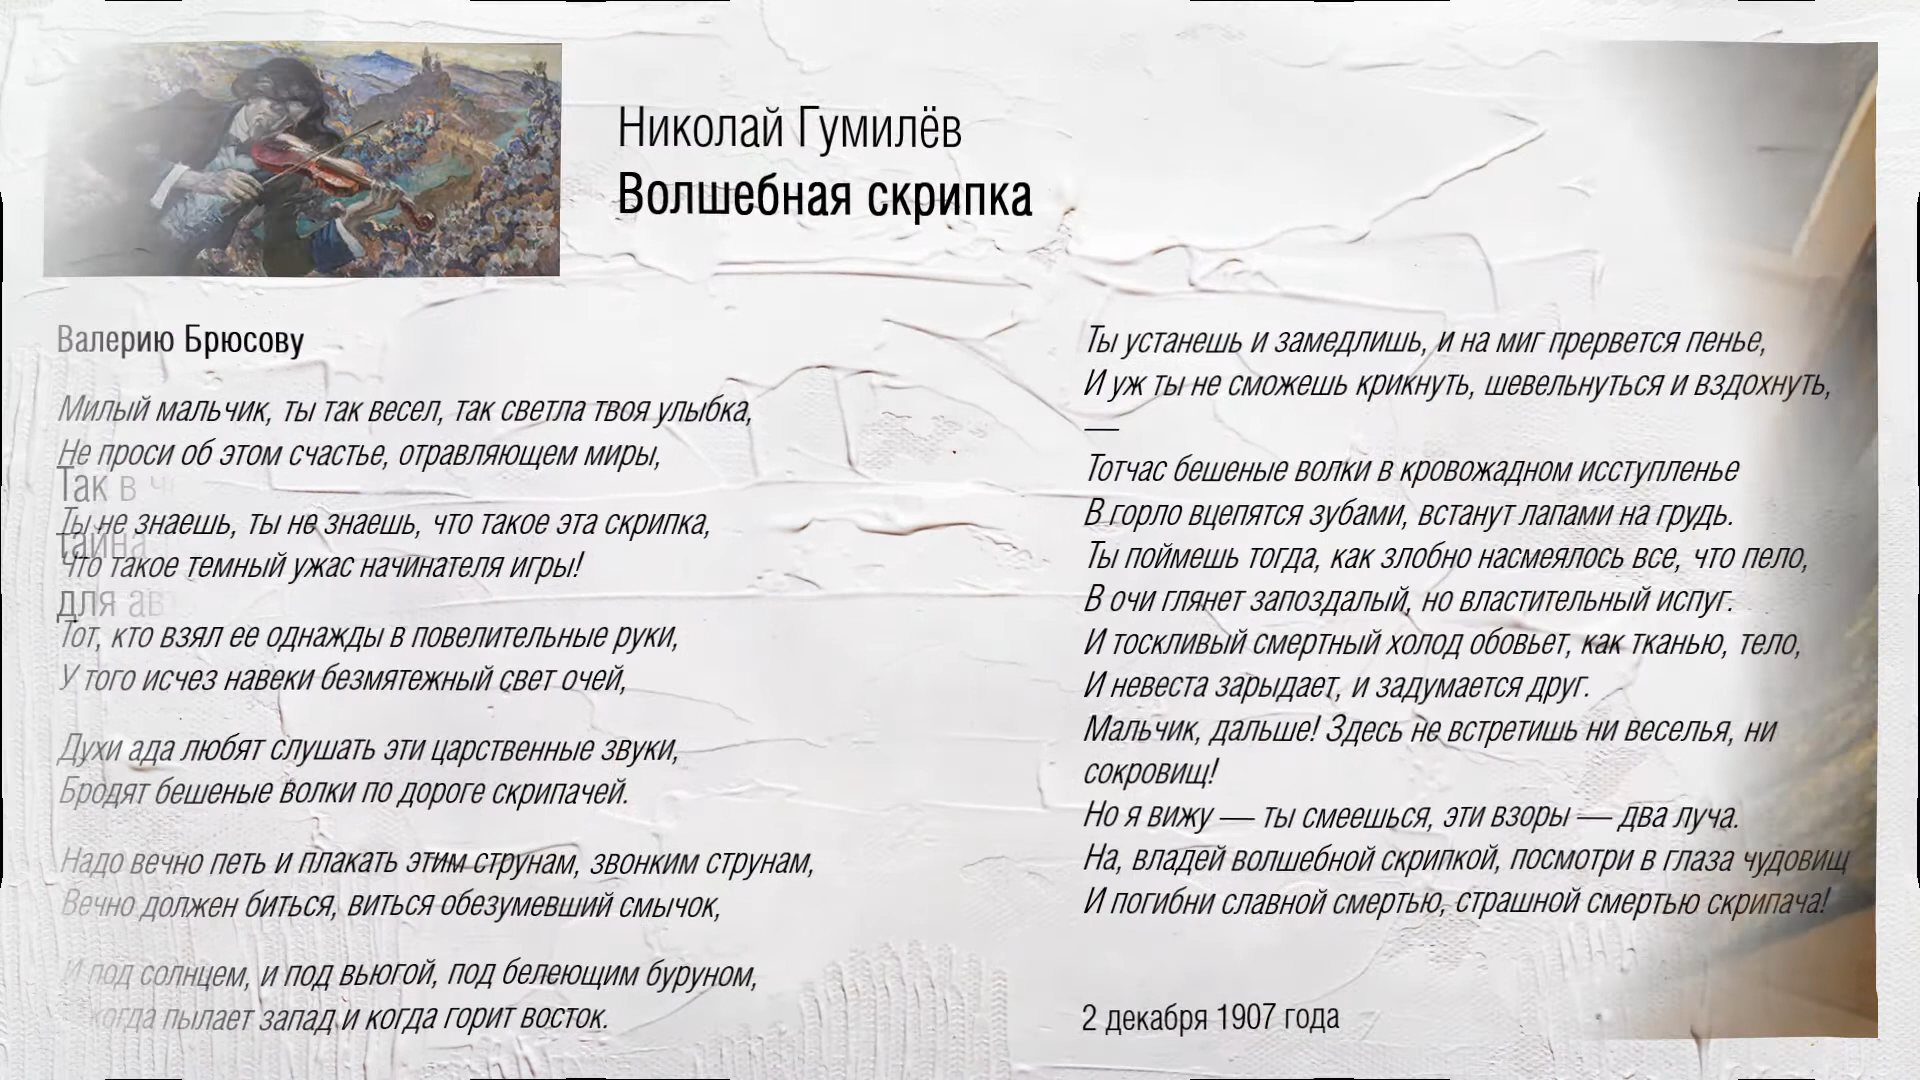 Николай Гумилёв
Волшебная скрипка
Валерию Брюсову
Милый мальчик, ты так весел, так светла твоя улыбка,
Не проси об этом счастье, отравляющем миры,
Так в
Ты не знаешь, ты не знаешь, что такое эта скрипка,
тайна
Что такое темный ужас начинателя игры!
для ав
Тот, кто взял ее однажды в повелительные руки,
У того исчез навеки безмятежный свет очей,
Духи ада любят слушать эти царственные звуки,
Бродят бешеные волки по дороге скрипачей.
Надо вечно петь и плакать этим струнам, звонким струнам,
Вечно должен биться, виться обезумевший смычок,
И под солнцем, и под вьюгой, под белеющим буруном,
когда пылает запад и когда горит восток.
Ты устанешь и замедлишь, и на миг прервется пенье,
И уж ты не сможешь крикнуть, шевельнуться и вздохнуть,
—
Тотчас бешеные волки в кровожадном исступленье
В горло вцепятся зубами, встанут лапами на грудь.
Ты поймешь тогда, как злобно насмеялось все, что пело,
В очи глянет запоздалый, но властительный испуг.
И тоскливый смертный холод обовьет, как тканью, тело,
И невеста зарыдает, и задумается друг.
Мальчик, дальше! Здесь не встретишь ни веселья, ни
сокровищ!
Но я вижу — ты смеешься, эти взоры — два луча.
На, владей волшебной скрипкой, посмотри в глаза чудовищ
И погибни славной смертью, страшной смертью скрипача!
2 декабря 1907 года